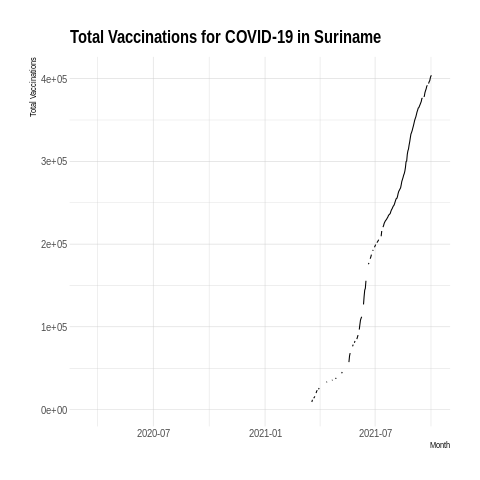 Total Vaccinations for COVID-19 in Suriname
Total Vaccinations
4e+05
3e+05
2e+05
1e+05
0e+00
2020-07
2021-01
2021-07
Month